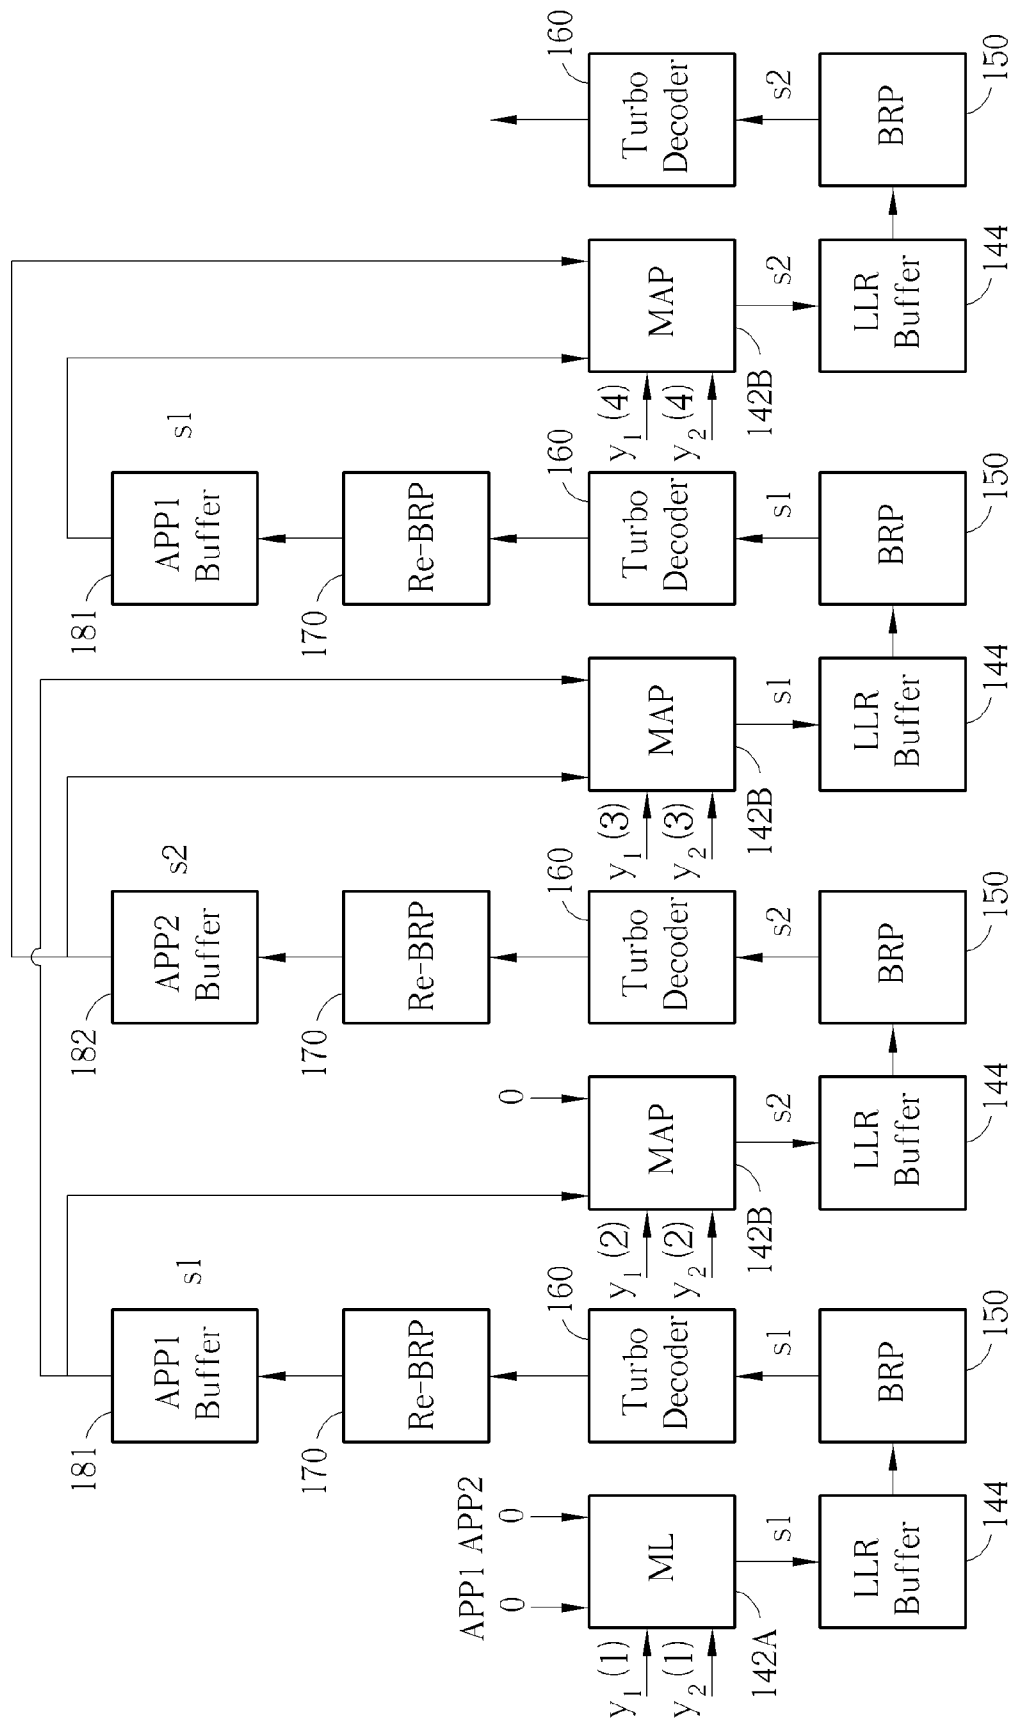 APP1
Buffer
181
s1
APP2
Buffer
182
s2
APP1
Buffer
181
s1
Re-BRP
170
Re-BRP
170
Re-BRP
170
APP1 APP2
0 0
0
y1 (1)
y2 (1)
ML
142A
s1
Turbo
Decoder
160
s1
y1 (2)
y2 (2)
MAP
142B
s2
Turbo
Decoder
160
s2
y1 (3)
y2 (3)
MAP
142B
s1
Turbo
Decoder
160
s1
y1 (4)
y2 (4)
MAP
142B
s2
Turbo
Decoder
160
s2
LLR
Buffer
144
BRP
150
LLR
Buffer
144
BRP
150
LLR
Buffer
144
BRP
150
LLR
Buffer
144
BRP
150